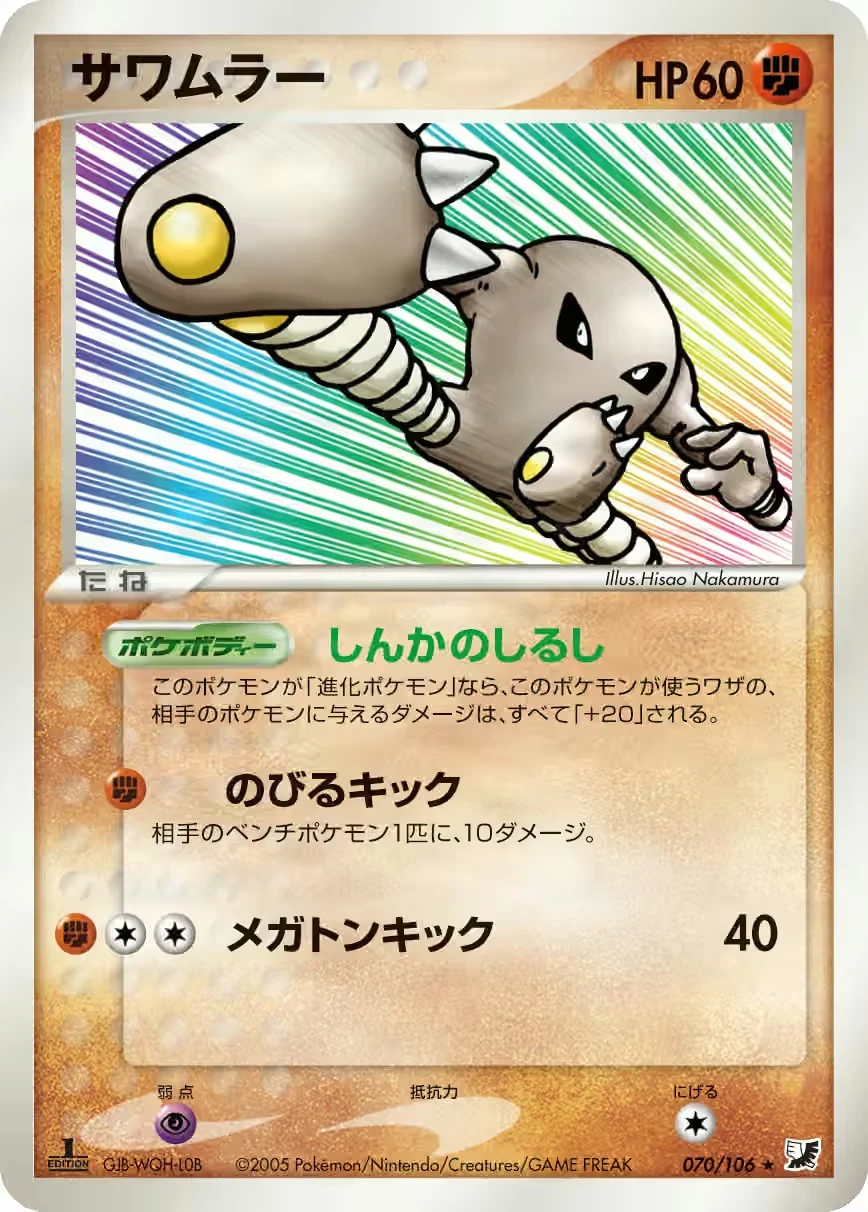 サワムラー HP60
たね Illus.Hisao Nakamura
ポケボディー しんかのしるし
このポケモンが「進化ポケモン」なら、このポケモンが使うワザの、
相手のポケモンに与えるダメージは、すべて「+20」される。
のびるキック
相手のベンチポケモン1匹に、10ダメージ。
メガトンキック 40
弱点 抵抗力 にげる
1 EDITION GJB-WQH-L0B ©2005 Pokémon/Nintendo/Creatures/GAME FREAK 070/106 ★